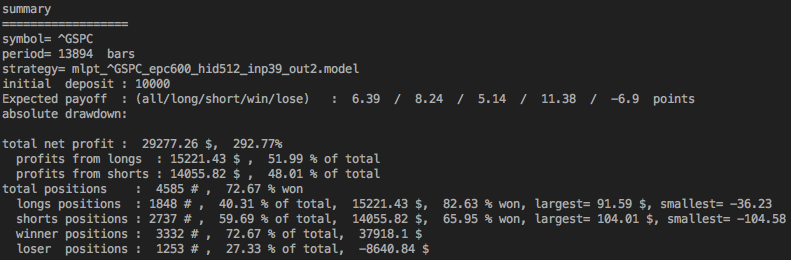 summary
==================
symbol= ^GSPC
period= 13894 bars
strategy= mlpt_^GSPC_epc600_hid512_inp39_out2.model
initial deposit : 10000
Expected payoff : (all/long/short/win/lose) : 6.39 / 8.24 / 5.14 / 11.38 / -6.9 points
absolute drawdown:
total net profit : 29277.26 $, 292.77%
profits from longs : 15221.43 $ , 51.99 % of total
profits from shorts : 14055.82 $ , 48.01 % of total
total positions : 4585 # , 72.67 % won
longs positions : 1848 # , 40.31 % of total, 15221.43 $, 82.63 % won, largest= 91.59 $, smallest= -36.23
shorts positions : 2737 # , 59.69 % of total, 14055.82 $, 65.95 % won, largest= 104.01 $, smallest= -104.58
winner positions : 3332 # , 72.67 % of total, 37918.1 $
loser positions : 1253 # , 27.33 % of total, -8640.84 $